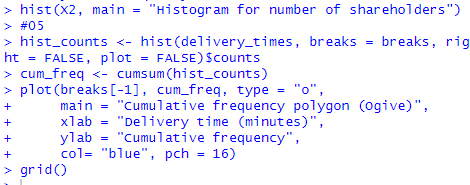 > hist(x2, main = "Histogram for number of shareholders")
> #05
> hist_counts <- hist(delivery_times, breaks = breaks, rig
ht = FALSE, plot = FALSE)$counts
> cum_freq <- cumsum(hist_counts)
> plot(breaks[-1], cum_freq, type = "o",
+      main = "Cumulative frequency polygon (Ogive)",
+      xlab = "Delivery time (minutes)",
+      ylab = "Cumulative frequency",
+      col= "blue", pch = 16)
> grid()
>